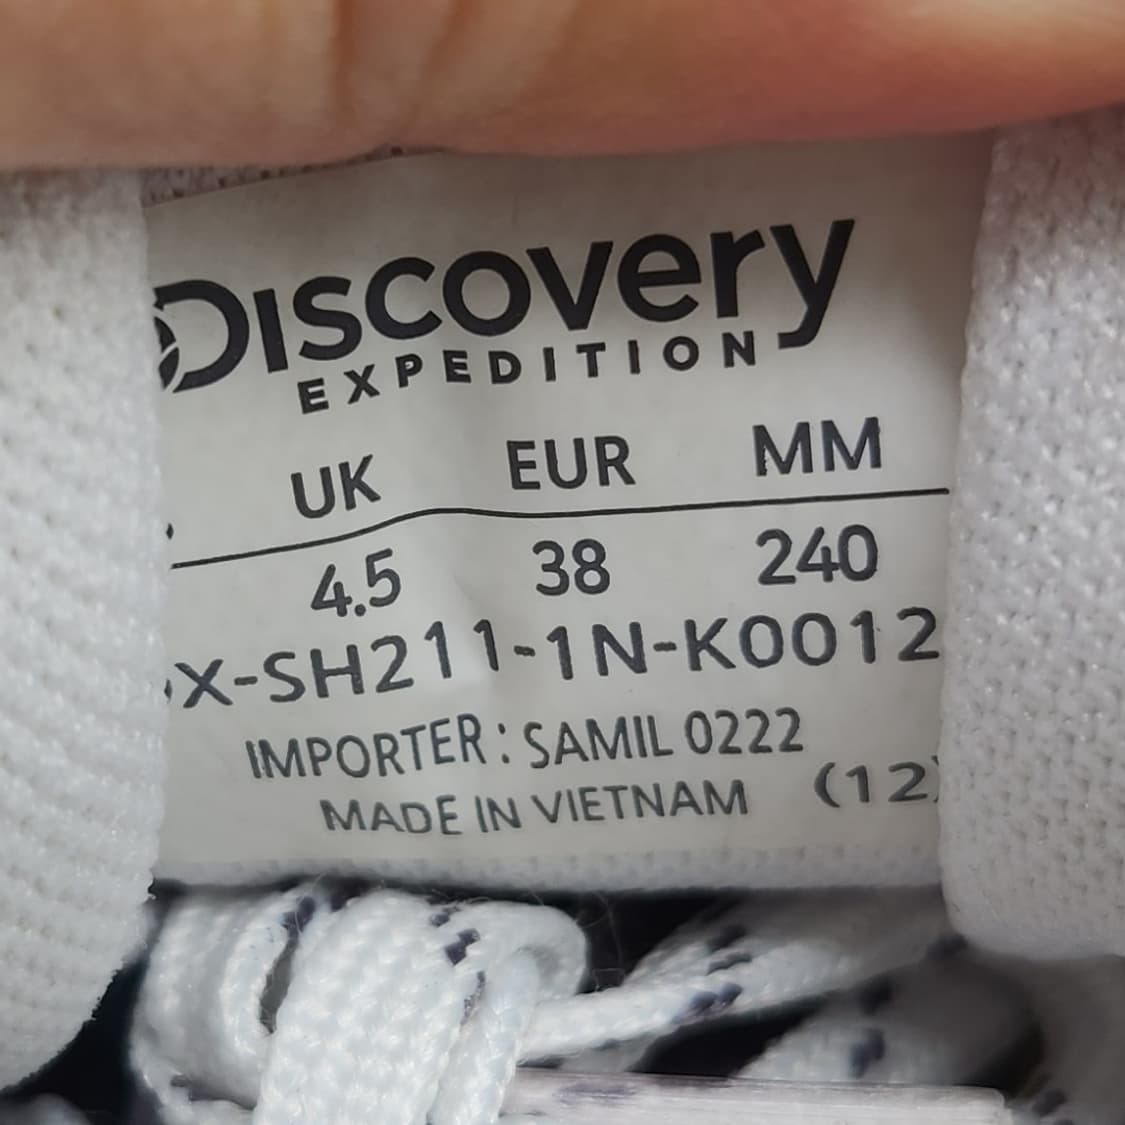 Discovery
EXPEDITION
UK EUR MM
4.5 38 240
X-SH211-1N-K0012
IMPORTER : SAMIL 0222
MADE IN VIETNAM (12)